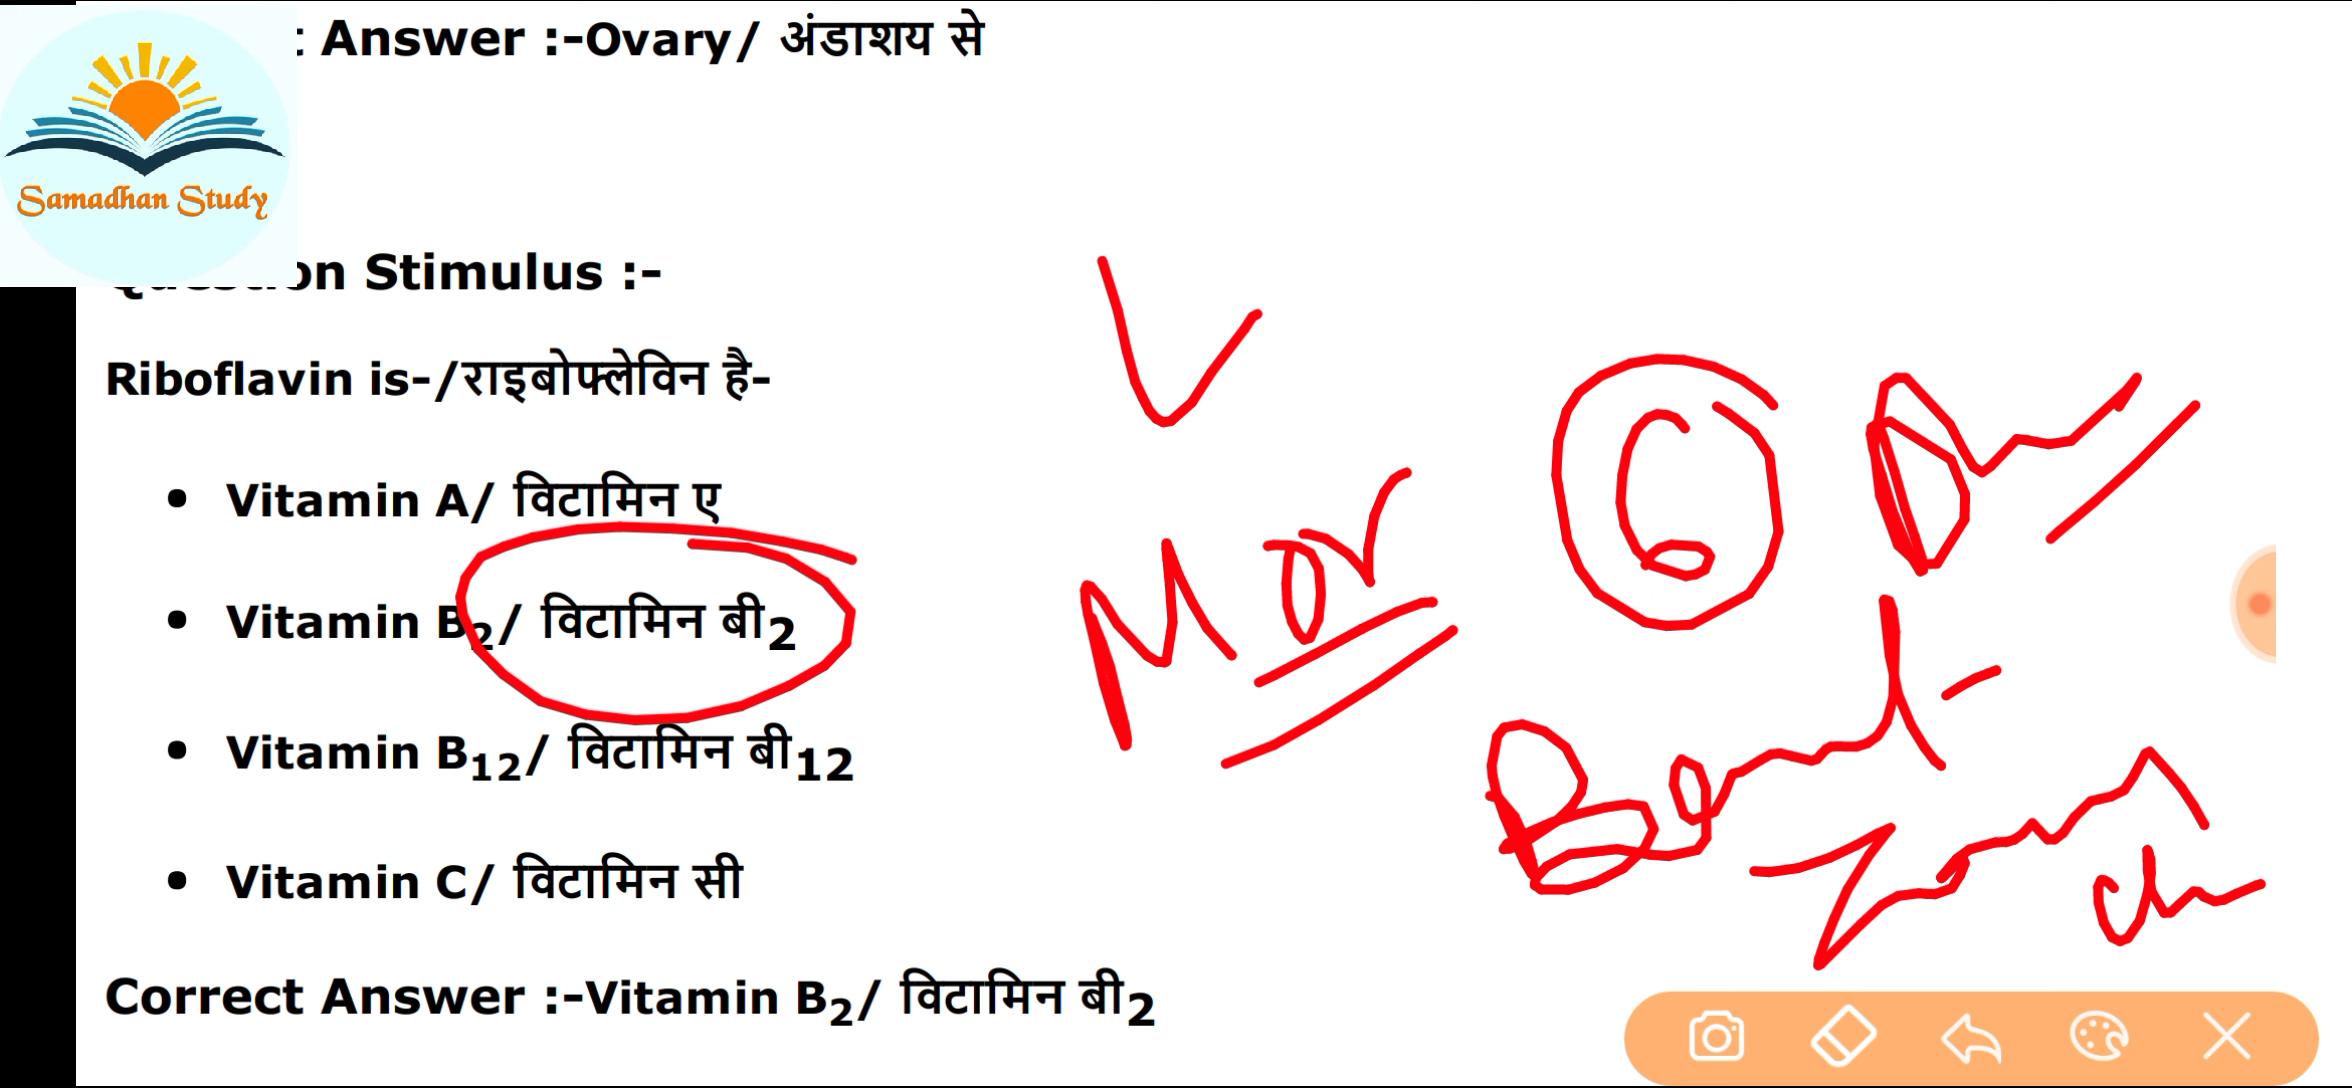 : Answer :-Ovary/ अंडाशय से
Samadhan Study
on Stimulus :-
Riboflavin is-/राइबोफ्लेविन है-
• Vitamin A/ विटामिन ए
• Vitamin B₂/ विटामिन बी₂
• Vitamin B₁₂/ विटामिन बी₁₂
• Vitamin C/ विटामिन सी
Correct Answer :-Vitamin B₂/ विटामिन बी₂